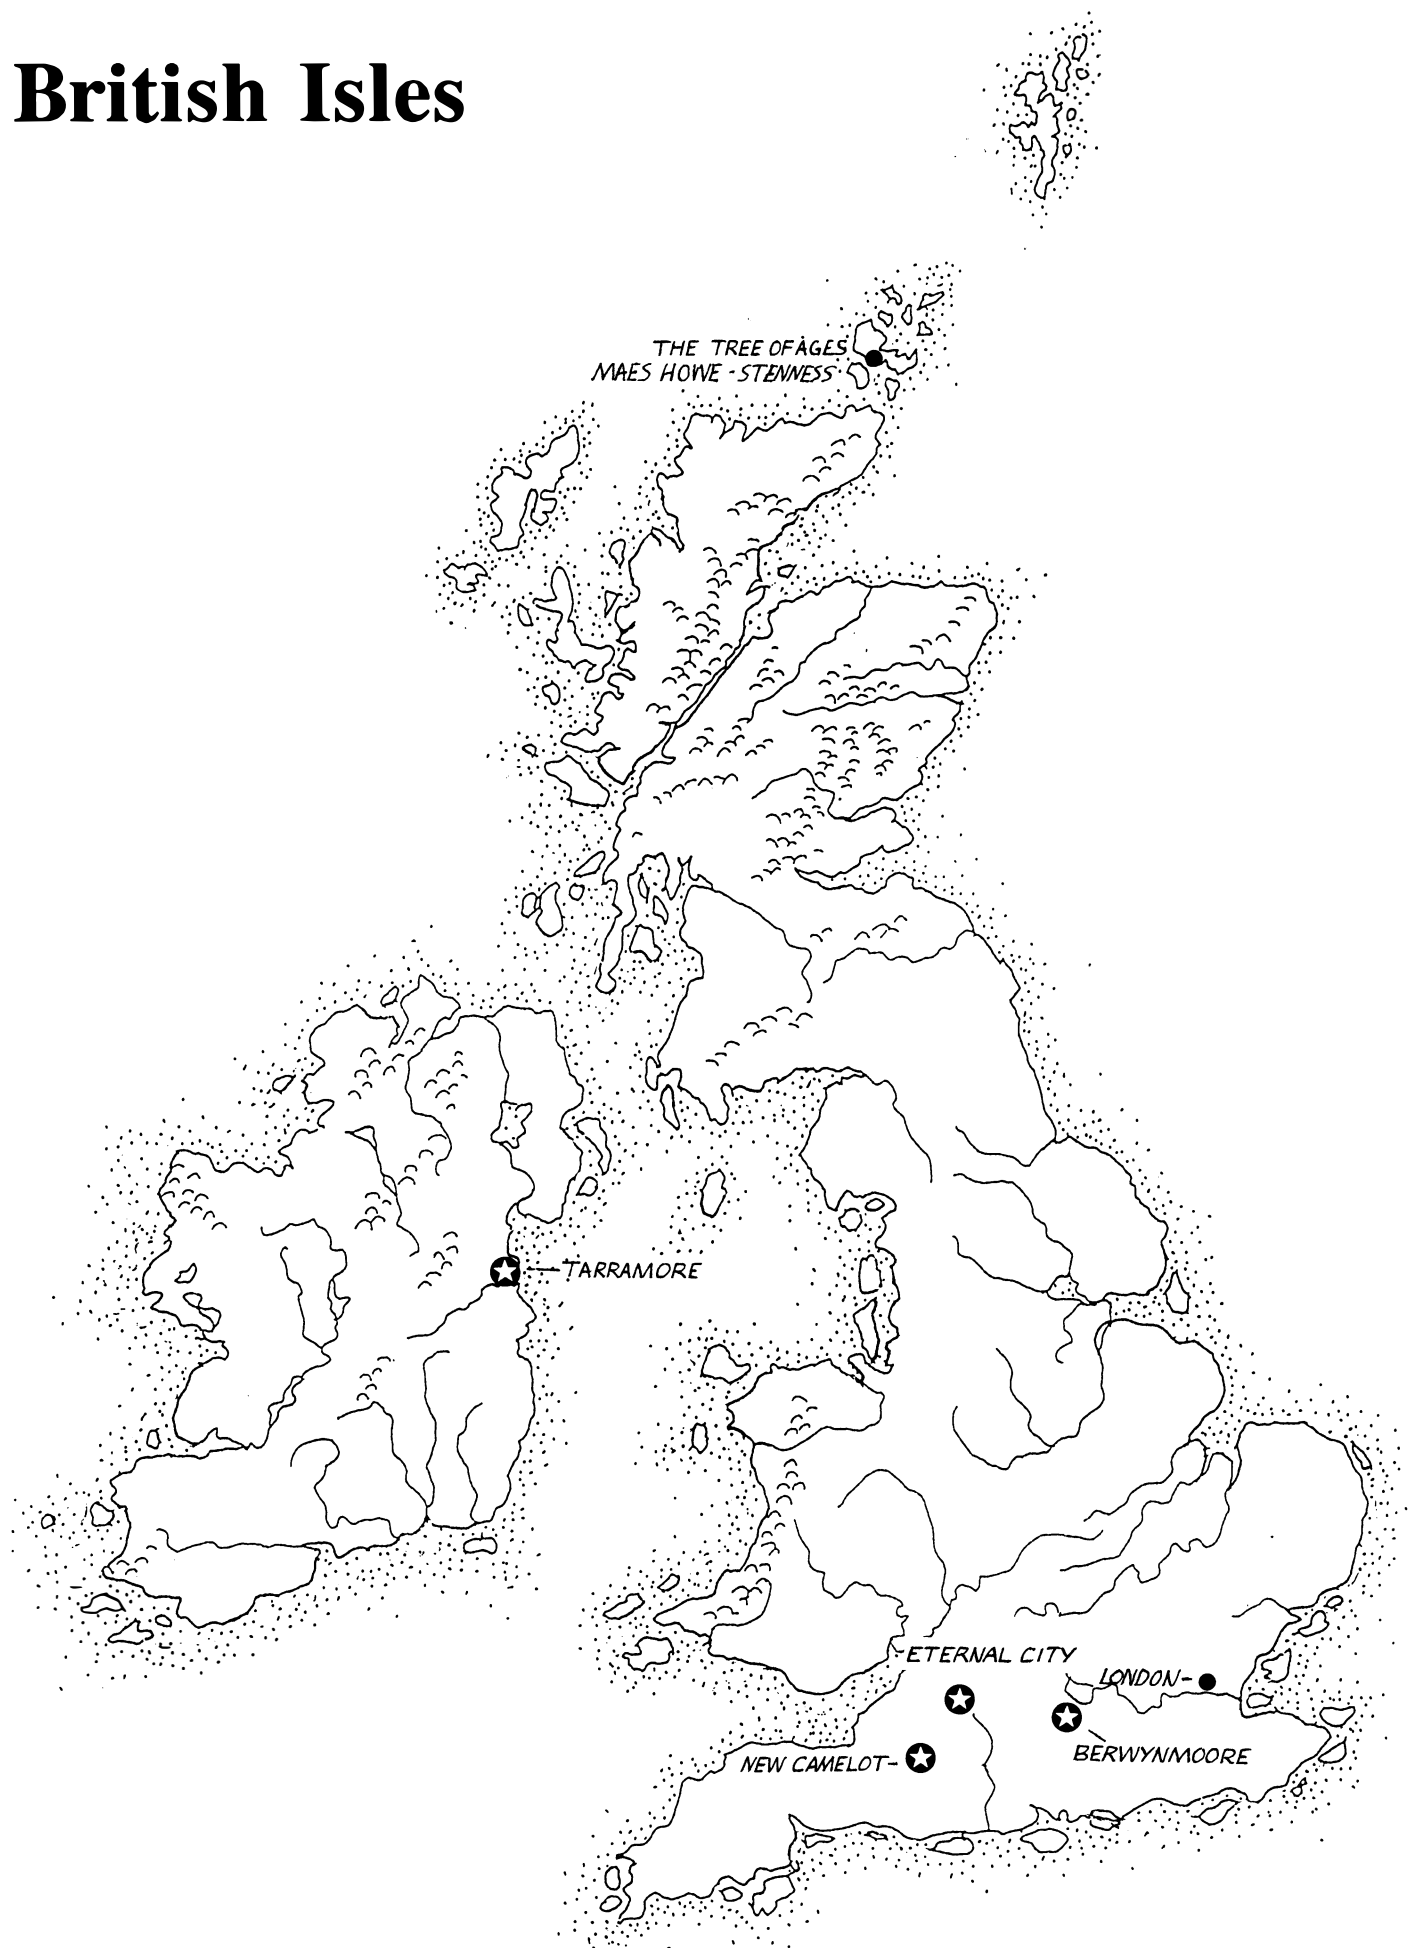 British Isles
THE TREE OF AGES
MAES HOWE - STENNESS
TARRAMORE
ETERNAL CITY
LONDON
BERWYNMOORE
NEW CAMELOT